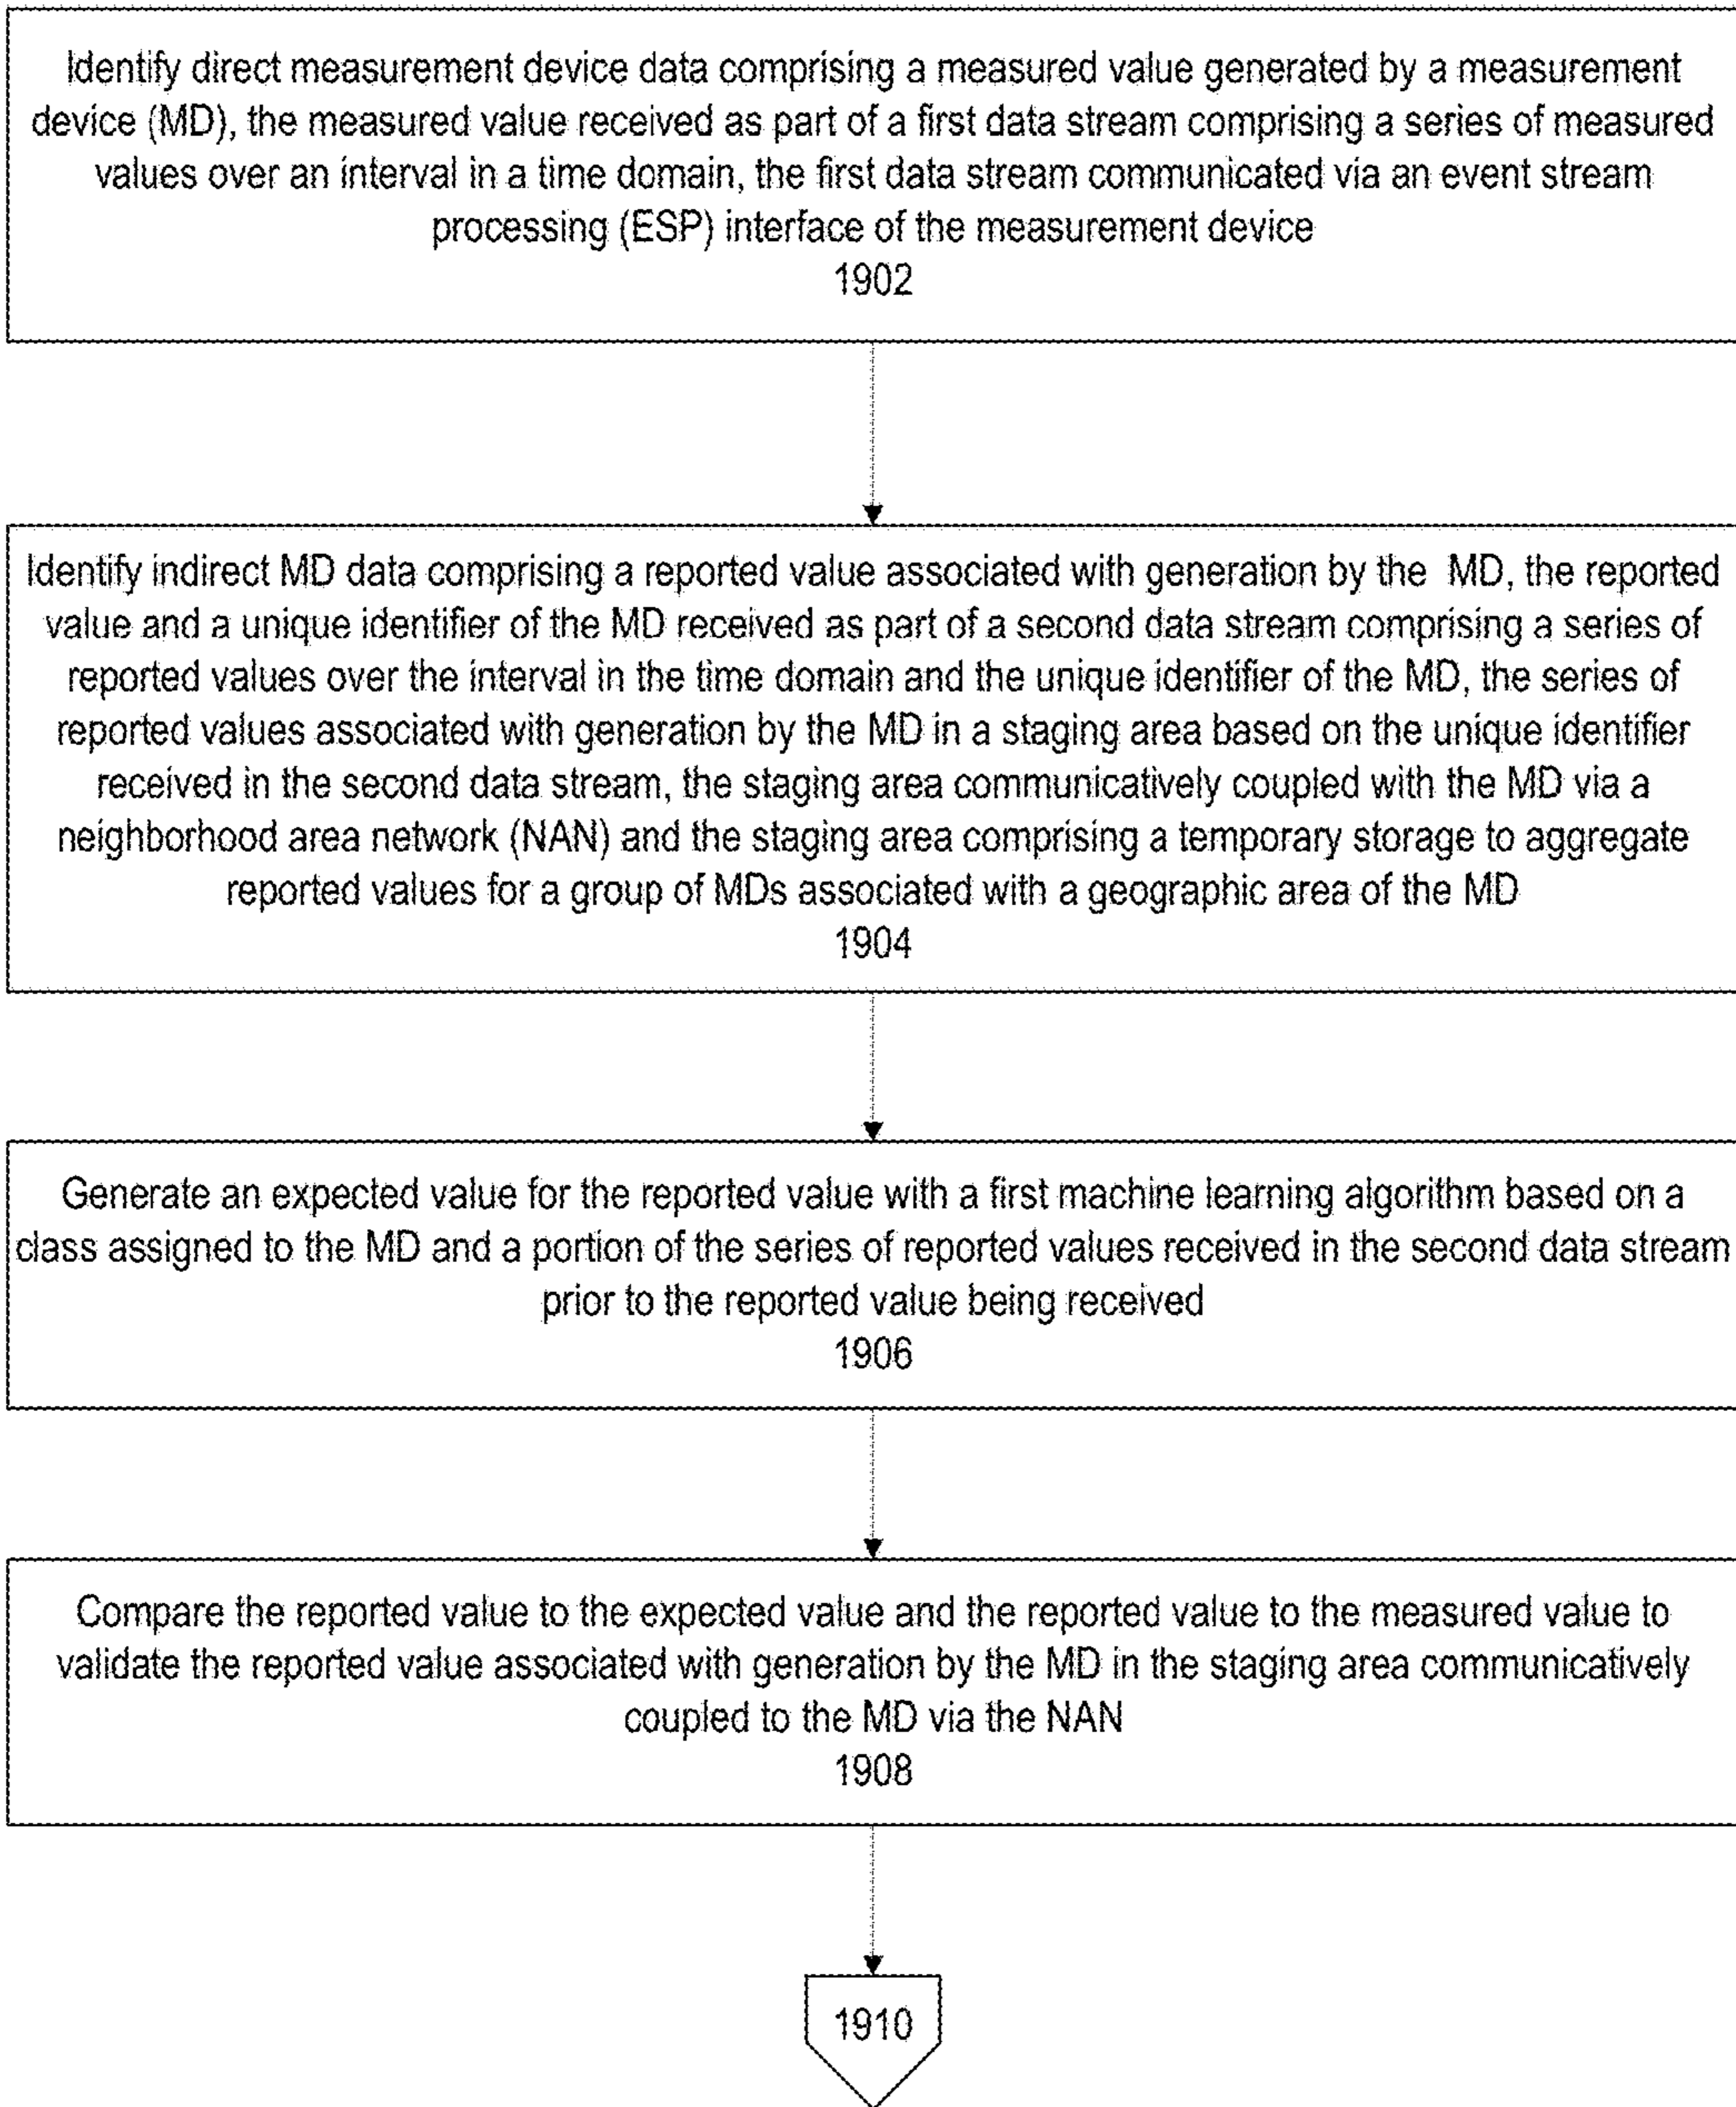 Identify direct measurement device data comprising a measured value generated by a measurement
device (MD), the measured value received as part of a first data stream comprising a series of measured
values over an interval in a time domain, the first data stream communicated via an event stream
processing (ESP) interface of the measurement device
1902
Identify indirect MD data comprising a reported value associated with generation by the MD, the reported
value and a unique identifier of the MD received as part of a second data stream comprising a series of
reported values over the interval in the time domain and the unique identifier of the MD, the series of
reported values associated with generation by the MD in a staging area based on the unique identifier
received in the second data stream, the staging area communicatively coupled with the MD via a
neighborhood area network (NAN) and the staging area comprising a temporary storage to aggregate
reported values for a group of MDs associated with a geographic area of the MD
1904
Generate an expected value for the reported value with a first machine learning algorithm based on a
class assigned to the MD and a portion of the series of reported values received in the second data stream
prior to the reported value being received
1906
Compare the reported value to the expected value and the reported value to the measured value to
validate the reported value associated with generation by the MD in the staging area communicatively
coupled to the MD via the NAN
1908
1910